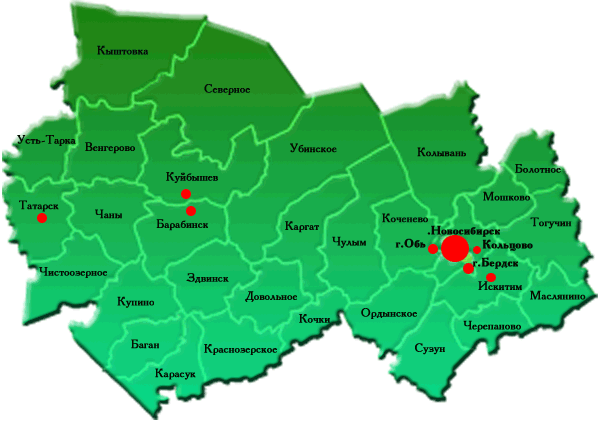 Кыштовка
Северное
Усть-Тарка
Венгерово
Убинское
Колывань
Болотное
Куйбышев
Мошково
Татарск
Чаны
Барабинск
Каргат
Коченево
Тогучин
.Новосибирск
Чулым
г.Обь
Кольцово
г.Бердск
Чистоозерное
Здвинск
Искитим
Маслянино
Купино
Довольное
Ордынское
Кочки
Черепаново
Баган
Краснозерское
Сузун
Карасук